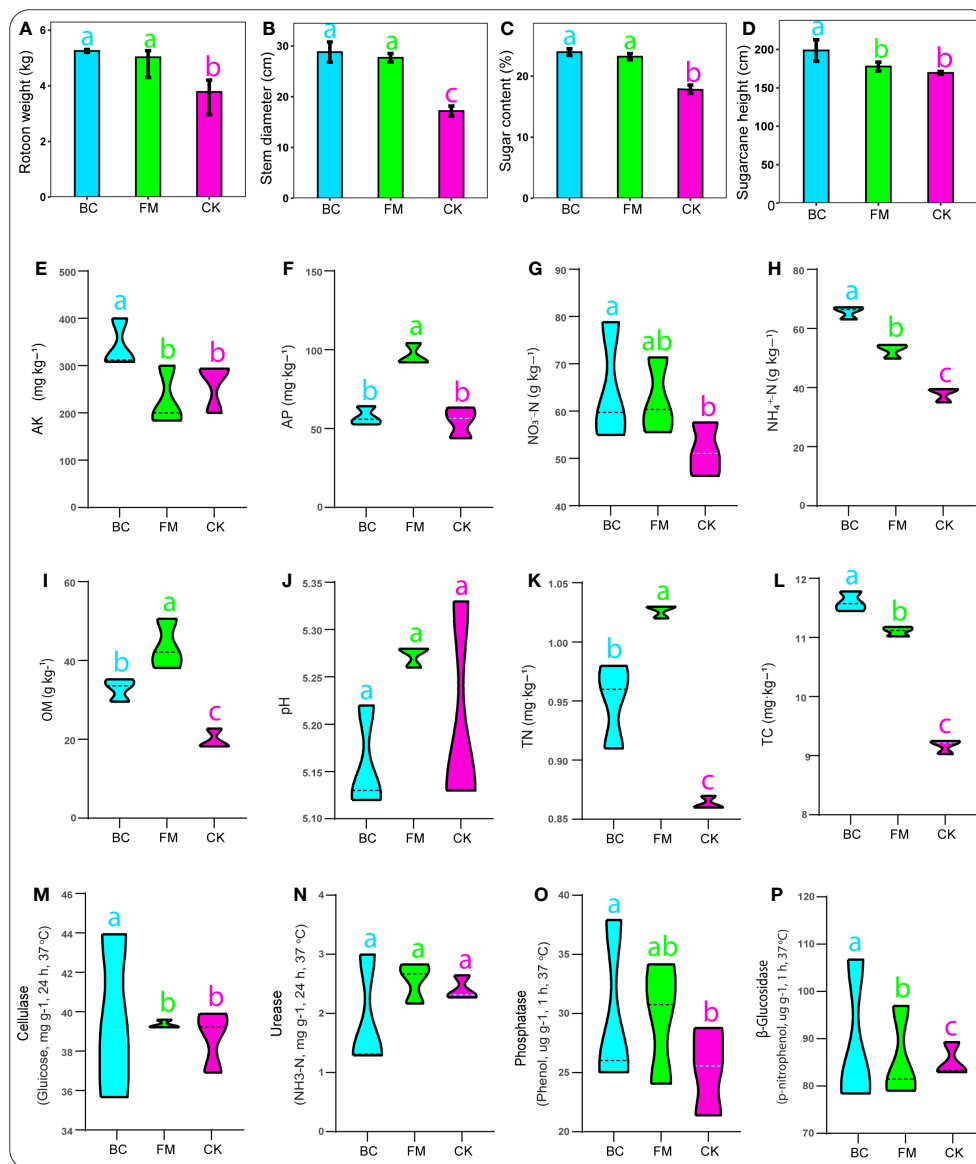 A
Rotoon weight (kg)
6
4
2
0
a
a
b
BC FM CK
B
Stem diameter (cm)
30
20
10
0
a
a
c
BC FM CK
C
Sugar content (%)
20
10
0
a
a
b
BC FM CK
D
Sugarcane height (cm)
200
150
100
50
0
a
b
b
BC FM CK
E
AK (mg kg−1)
500
400
300
200
100
0
a
b
b
BC FM CK
F
AP (mg·kg−1)
150
100
50
0
b
a
b
BC FM CK
G
NO₃⁻-N (g kg−1)
90
80
70
60
50
40
a
ab
b
BC FM CK
H
NH₄⁺-N (g kg−1)
80
60
40
20
0
a
b
c
BC FM CK
I
OM (g kg-1)
60
40
20
0
b
a
c
BC FM CK
J
pH
5.35
5.30
5.25
5.20
5.15
5.10
a
a
a
BC FM CK
K
TN (mg·kg−1)
1.05
1.00
0.95
0.90
0.85
b
a
c
BC FM CK
L
TC (mg·kg−1)
12
11
10
9
8
a
b
c
BC FM CK
M
Cellulase
(Gluicose, mg g-1, 24 h, 37 °C)
46
44
42
40
38
36
34
a
b
b
BC FM CK
N
Urease
(NH3-N, mg g-1, 24 h, 37 °C)
4
3
2
1
0
a
a
a
BC FM CK
O
Phosphatase
(Phenol, ug g-1, 1 h, 37 °C)
40
35
30
25
20
a
ab
b
BC FM CK
P
β-Glucosidase
(p-nitrophenol, ug g-1, 1 h, 37 °C)
120
110
100
90
80
70
a
b
c
BC FM CK